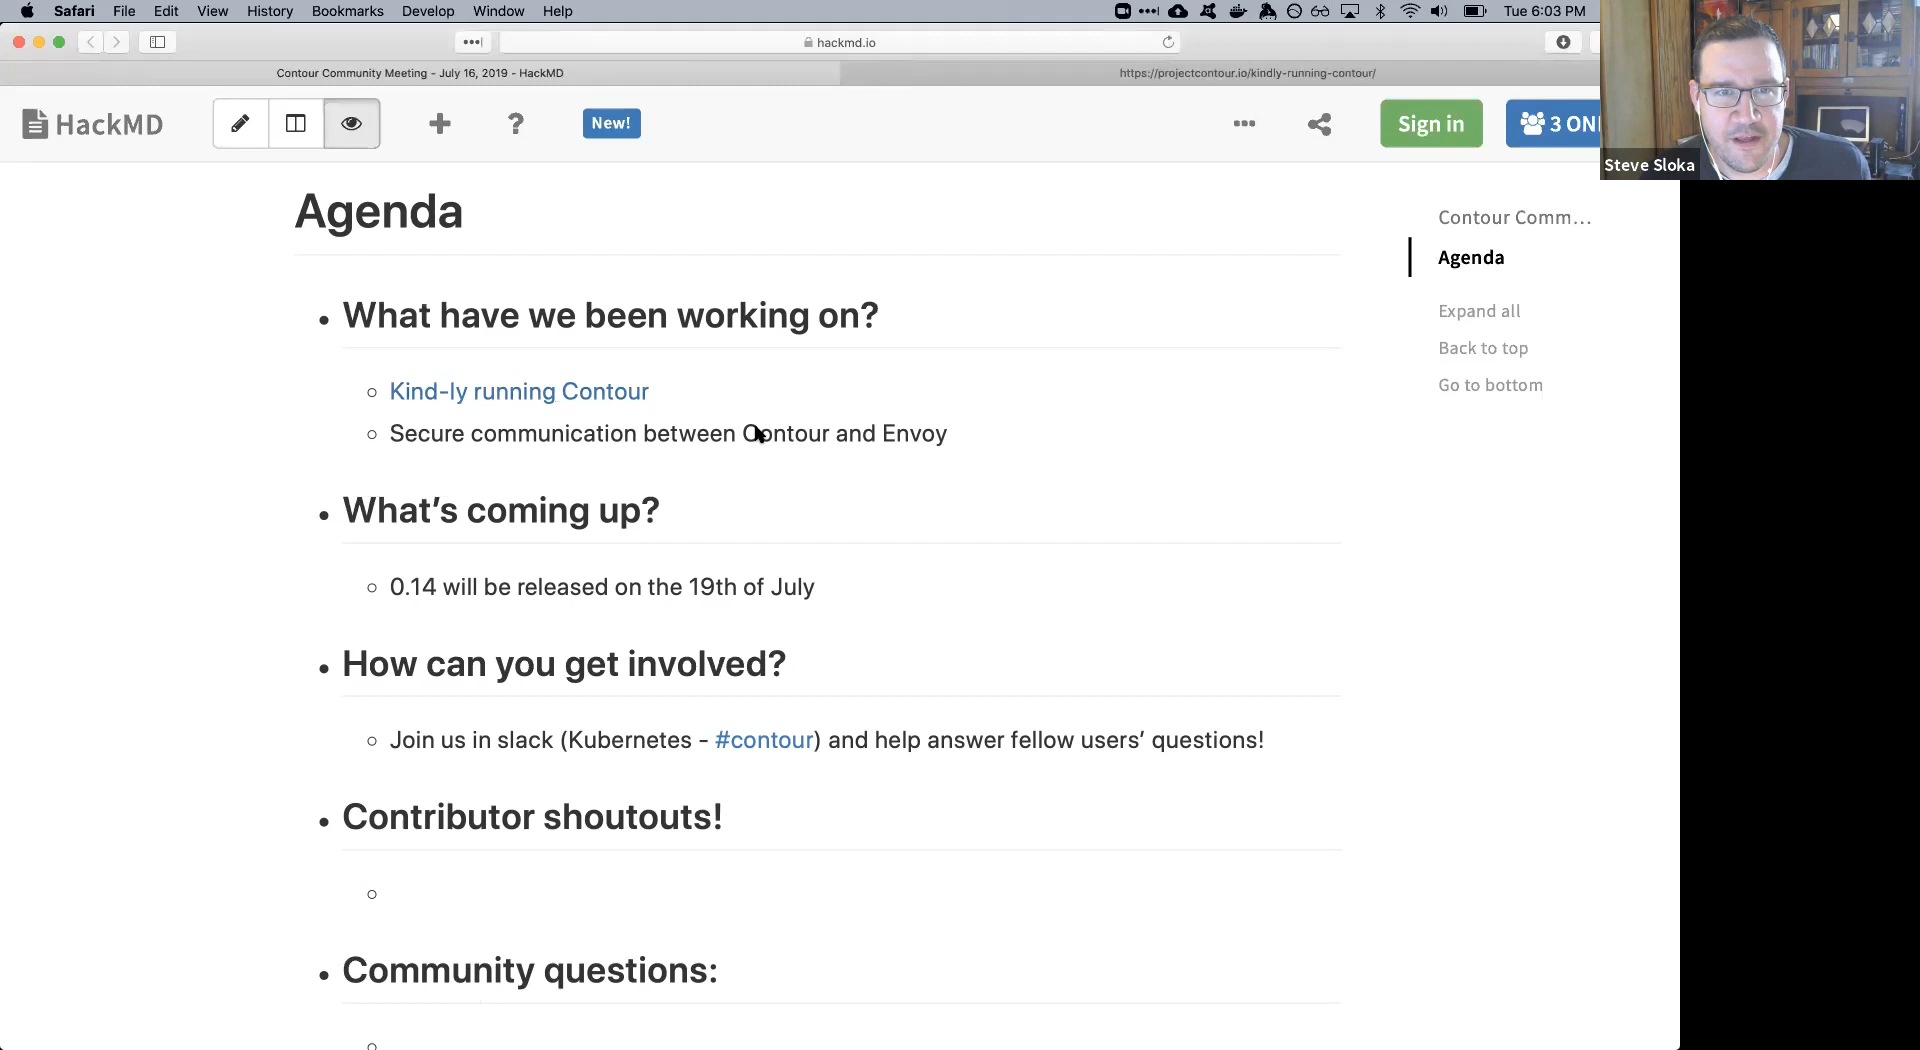 Safari File Edit View History Bookmarks Develop Window Help Tue 6:03 PM
hackmd.io
Contour Community Meeting - July 16, 2019 - HackMD
https://projectcontour.io/kindly-running-contour/
HackMD
New!
Sign in
3 ONL
Steve Sloka
Agenda
What have we been working on?
Kind-ly running Contour
Secure communication between Contour and Envoy
What's coming up?
0.14 will be released on the 19th of July
How can you get involved?
Join us in slack (Kubernetes - #contour) and help answer fellow users' questions!
Contributor shoutouts!
Community questions:
Contour Comm...
Agenda
Expand all
Back to top
Go to bottom